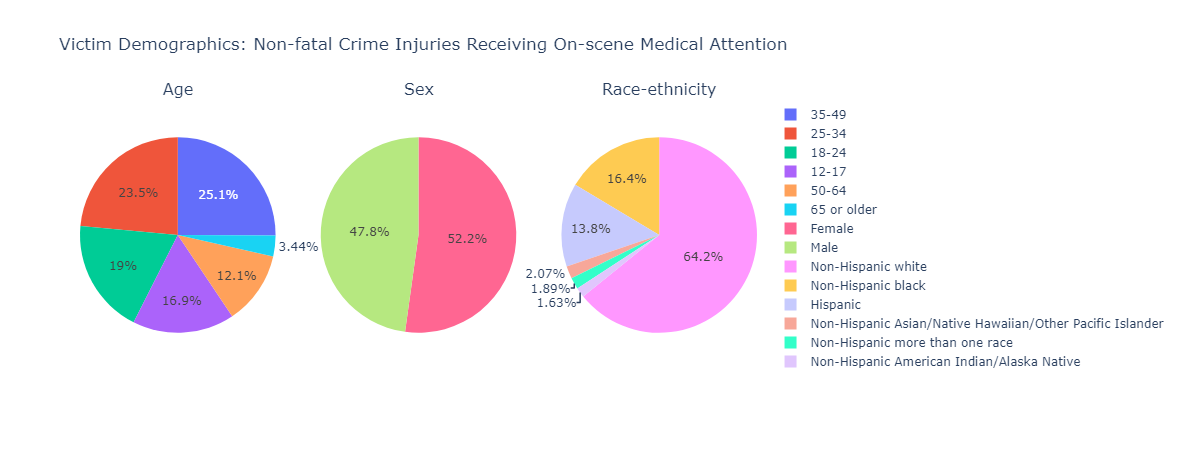 Victim Demographics: Non-fatal Crime Injuries Receiving On-scene Medical Attention
Age
Sex
Race-ethnicity
25.1%
23.5%
19%
16.9%
12.1%
3.44%
47.8%
52.2%
16.4%
13.8%
64.2%
2.07%
1.89%
1.63%
35-49
25-34
18-24
12-17
50-64
65 or older
Female
Male
Non-Hispanic white
Non-Hispanic black
Hispanic
Non-Hispanic Asian/Native Hawaiian/Other Pacific Islander
Non-Hispanic more than one race
Non-Hispanic American Indian/Alaska Native